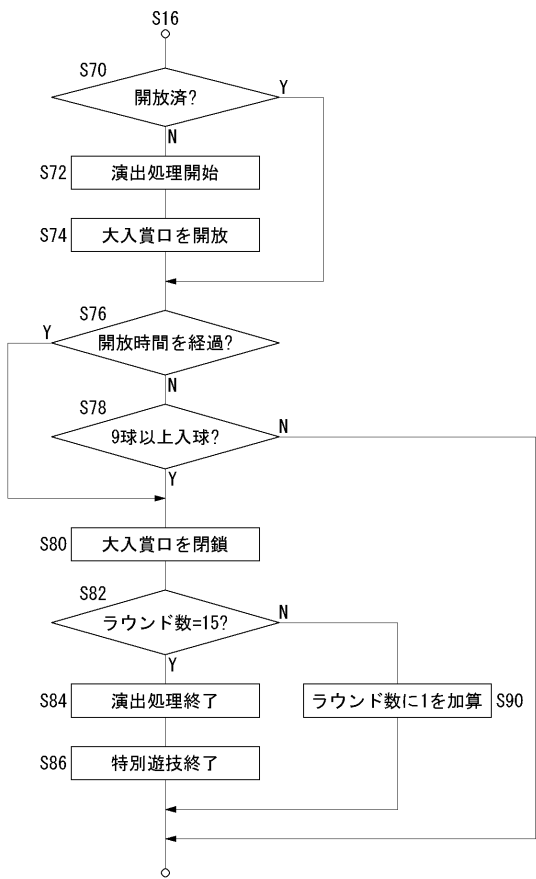 S16
S70
開放済?
Y
N
S72
演出処理開始
S74
大入賞口を開放
S76
Y
開放時間を経過?
N
S78
9球以上入球?
N
Y
S80
大入賞口を閉鎖
S82
ラウンド数=15?
N
Y
S84
演出処理終了
ラウンド数に1を加算
S90
S86
特別遊技終了